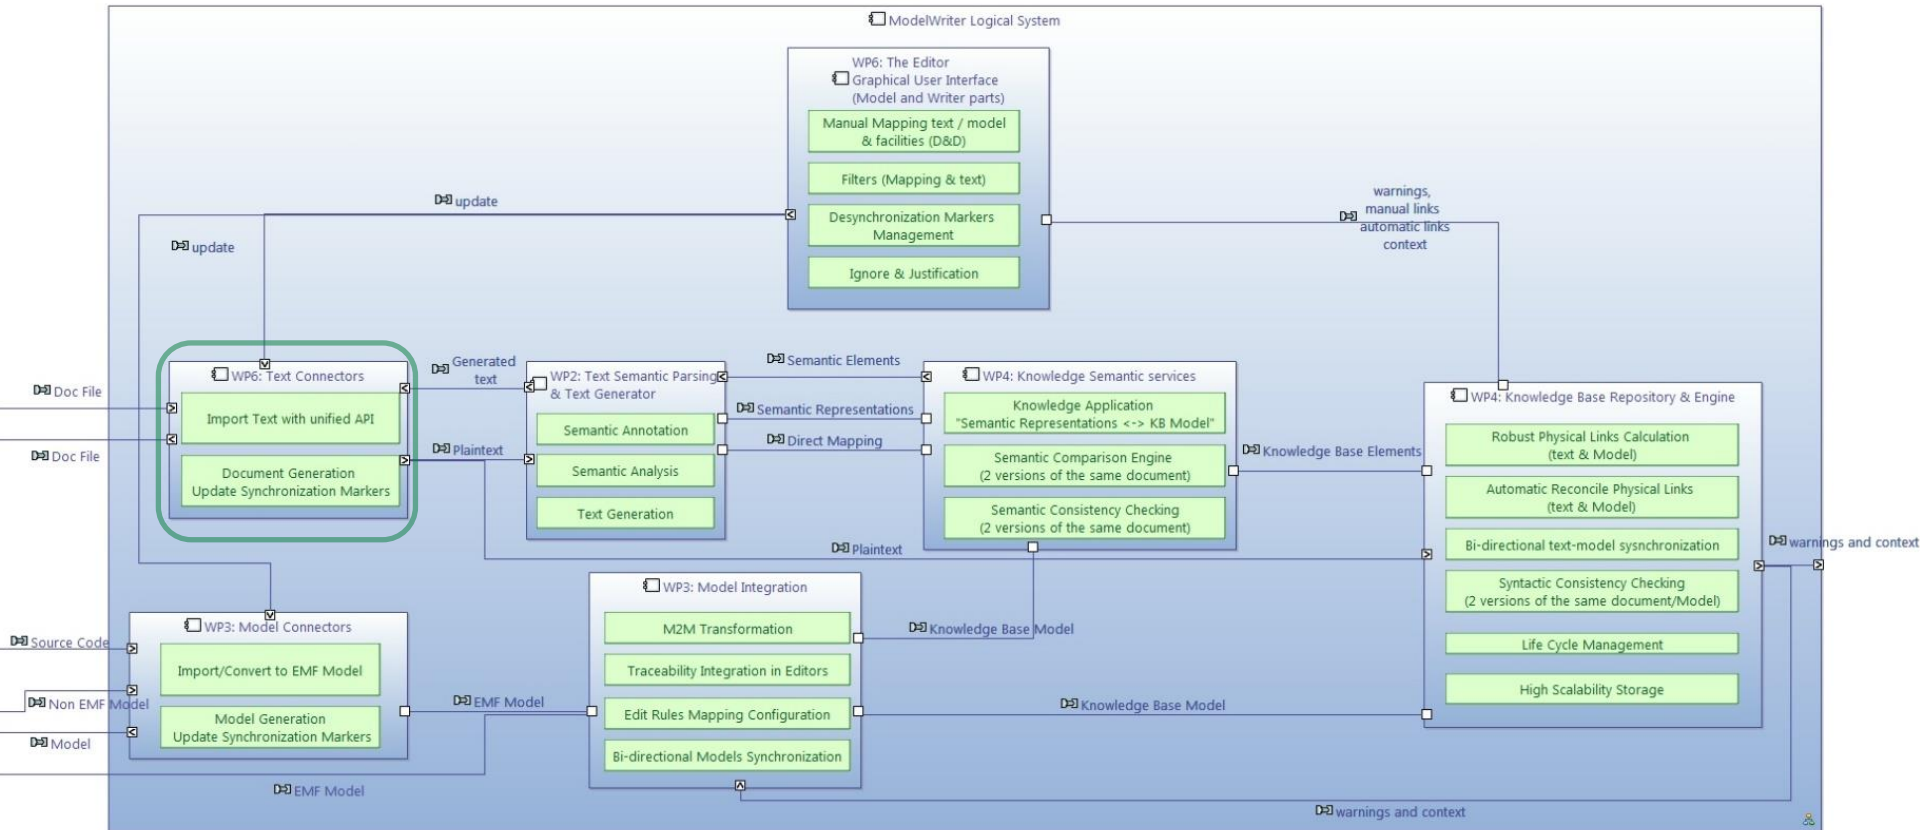 ModelWriter Logical System
WP6: The Editor
Graphical User Interface
(Model and Writer parts)
Manual Mapping text / model
& facilities (D&D)
Filters (Mapping & text)
Desynchronization Markers
Management
Ignore & Justification
update
update
warnings,
manual links
automatic links
context
Doc File
Doc File
WP6: Text Connectors
Import Text with unified API
Document Generation
Update Synchronization Markers
Generated
text
Plaintext
WP2: Text Semantic Parsing
& Text Generator
Semantic Annotation
Semantic Analysis
Text Generation
Semantic Elements
Semantic Representations
Direct Mapping
WP4: Knowledge Semantic services
Knowledge Application
"Semantic Representations <-> KB Model"
Semantic Comparison Engine
(2 versions of the same document)
Semantic Consistency Checking
(2 versions of the same document)
Knowledge Base Elements
WP4: Knowledge Base Repository & Engine
Robust Physical Links Calculation
(text & Model)
Automatic Reconcile Physical Links
(text & Model)
Bi-directional text-model sysnchronization
Syntactic Consistency Checking
(2 versions of the same document/Model)
Life Cycle Management
High Scalability Storage
warnings and context
Plaintext
Source Code
Non EMF Model
Model
WP3: Model Connectors
Import/Convert to EMF Model
Model Generation
Update Synchronization Markers
EMF Model
EMF Model
WP3: Model Integration
M2M Transformation
Traceability Integration in Editors
Edit Rules Mapping Configuration
Bi-directional Models Synchronization
Knowledge Base Model
Knowledge Base Model
warnings and context